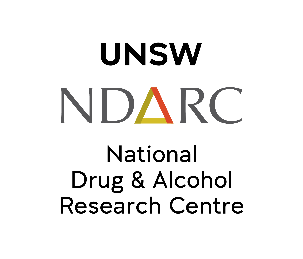 UNSW
NDARC
National
Drug & Alcohol
Research Centre